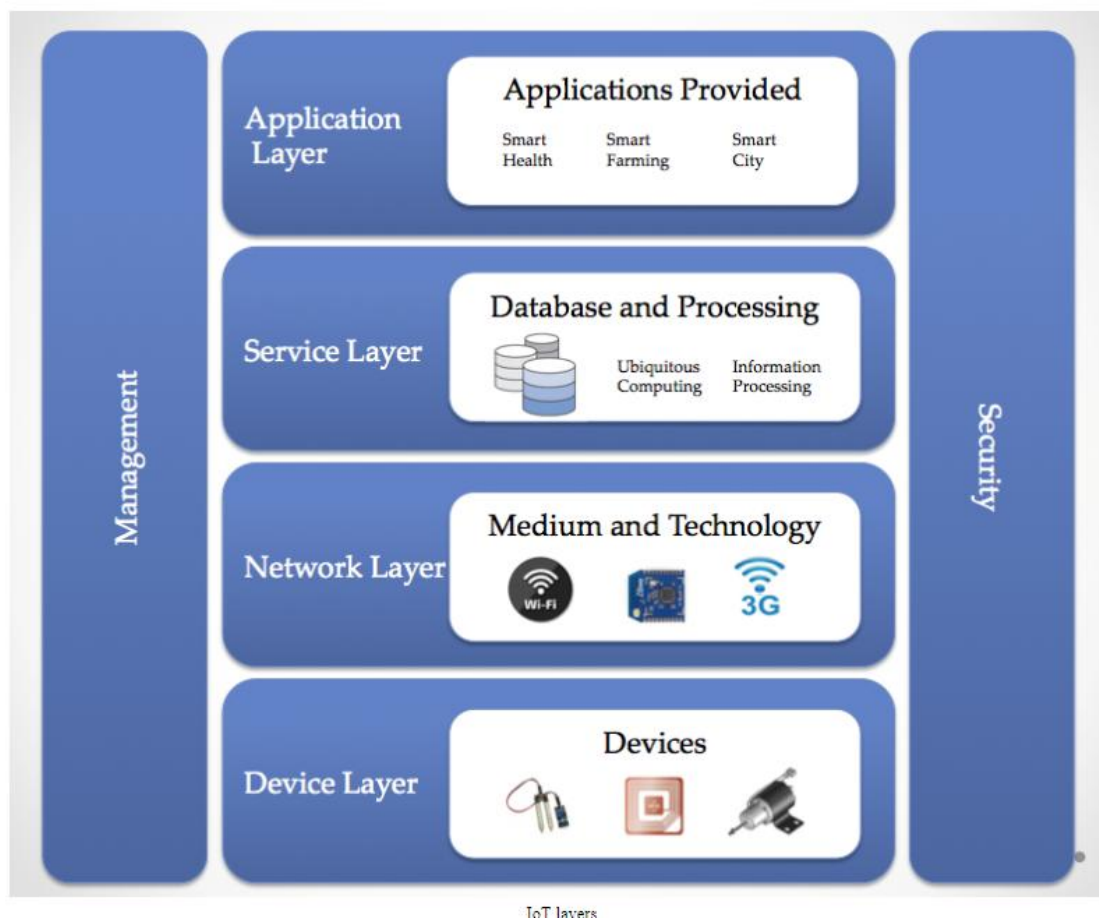 Management
Application
Layer
Applications Provided
Smart
Health
Smart
Farming
Smart
City
Service Layer
Database and Processing
Ubiquitous
Computing
Information
Processing
Network Layer
Medium and Technology
Wi-Fi
3G
Device Layer
Devices
Security
IoT layers